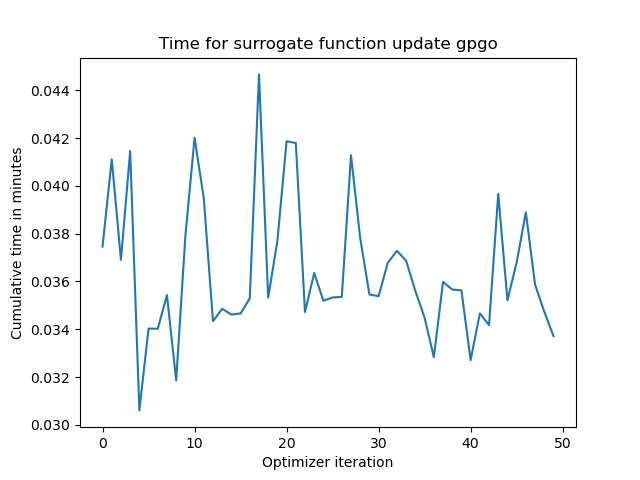 Time for surrogate function update gpgo
Cumulative time in minutes
0.044
0.042
0.040
0.038
0.036
0.034
0.032
0.030
0 10 20 30 40 50
Optimizer iteration